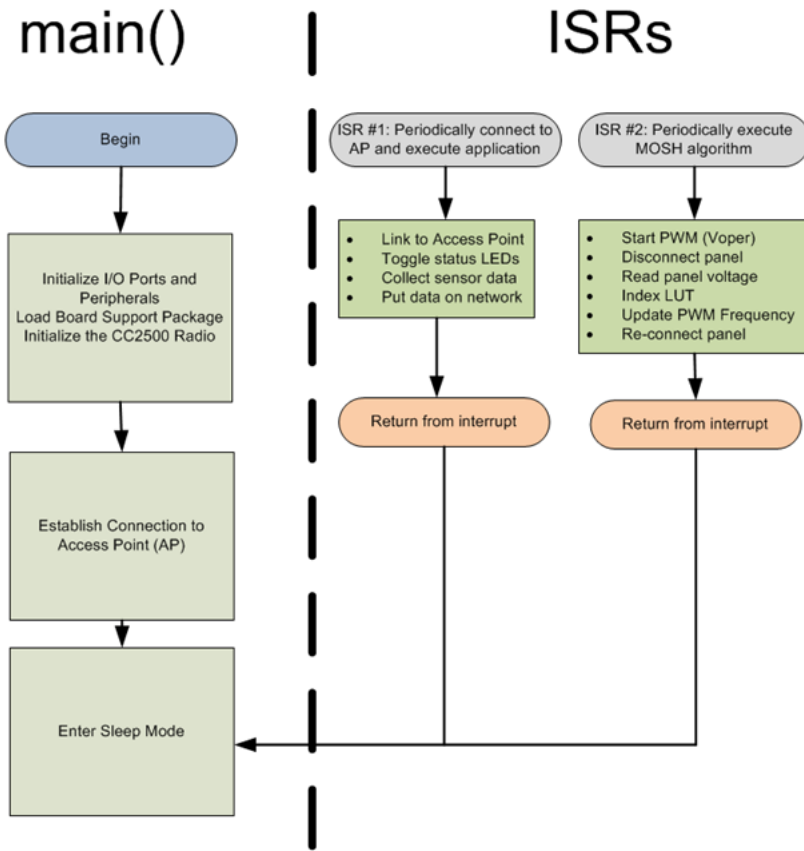 main()
ISRs
Begin
Initialize I/O Ports and
Peripherals
Load Board Support Package
Initialize the CC2500 Radio
Establish Connection to
Access Point (AP)
Enter Sleep Mode
ISR #1: Periodically connect to
AP and execute application
• Link to Access Point
• Toggle status LEDs
• Collect sensor data
• Put data on network
Return from interrupt
ISR #2: Periodically execute
MOSH algorithm
• Start PWM (Voper)
• Disconnect panel
• Read panel voltage
• Index LUT
• Update PWM Frequency
• Re-connect panel
Return from interrupt